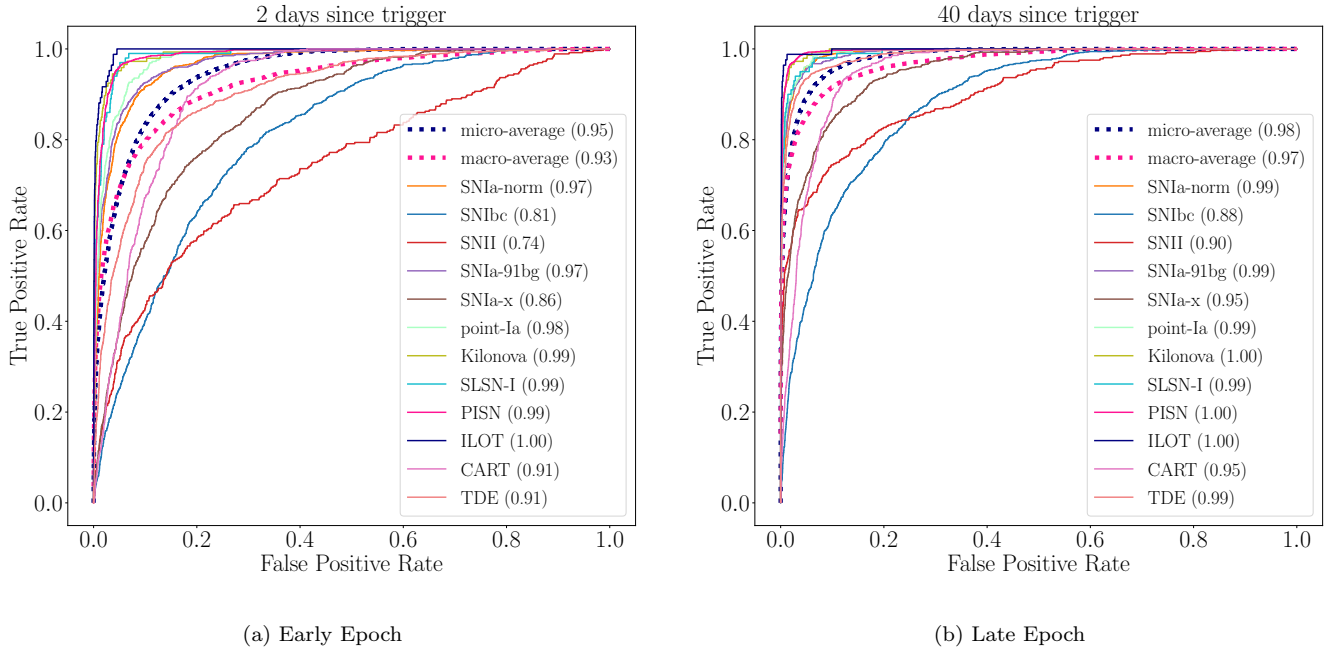 2 days since trigger
True Positive Rate
1.0
0.8
0.6
0.4
0.2
0.0
micro-average (0.95)
macro-average (0.93)
SNIa-norm (0.97)
SNIbc (0.81)
SNII (0.74)
SNIa-91bg (0.97)
SNIa-x (0.86)
point-Ia (0.98)
Kilonova (0.99)
SLSN-I (0.99)
PISN (0.99)
ILOT (1.00)
CART (0.91)
TDE (0.91)
0.0 0.2 0.4 0.6 0.8 1.0
False Positive Rate
(a) Early Epoch
40 days since trigger
True Positive Rate
1.0
0.8
0.6
0.4
0.2
0.0
micro-average (0.98)
macro-average (0.97)
SNIa-norm (0.99)
SNIbc (0.88)
SNII (0.90)
SNIa-91bg (0.99)
SNIa-x (0.95)
point-Ia (0.99)
Kilonova (1.00)
SLSN-I (0.99)
PISN (1.00)
ILOT (1.00)
CART (0.95)
TDE (0.99)
0.0 0.2 0.4 0.6 0.8 1.0
False Positive Rate
(b) Late Epoch